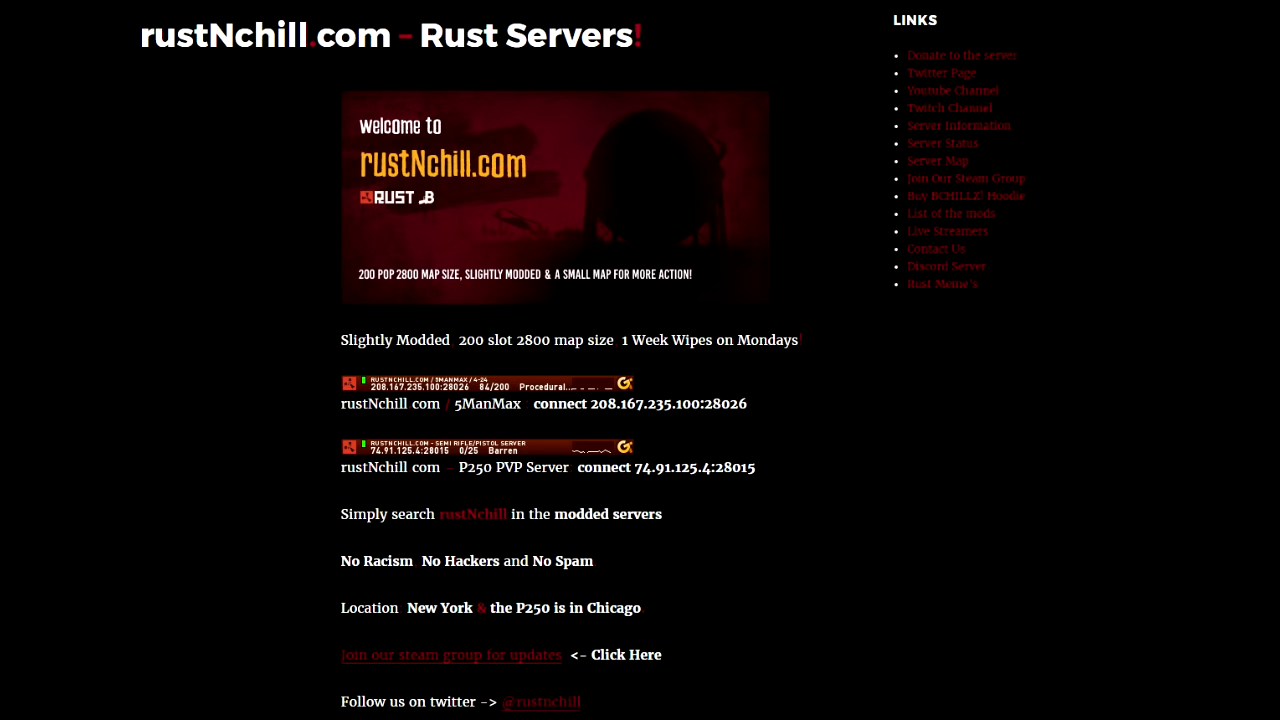 rustNchill.com – Rust Servers!
welcome to
rustNchill.com
RUST B
200 POP 2800 MAP SIZE, SLIGHTLY MODDED & A SMALL MAP FOR MORE ACTION!
Slightly Modded 200 slot 2800 map size 1 Week Wipes on Mondays!
RUSTNCHILL.COM / 5MANMAX / 4-24
208.167.235.100:28026 84/200 Procedural...
rustNchill com / 5ManMax : connect 208.167.235.100:28026
RUSTNCHILL.COM - SEMI RIFLE/PISTOL SERVER
74.91.125.4:28015 0/25 Barren
rustNchill com – P250 PVP Server connect 74.91.125.4:28015
Simply search rustNchill in the modded servers
No Racism No Hackers and No Spam
Location New York & the P250 is in Chicago
Join our steam group for updates <- Click Here
Follow us on twitter -> @rustnchill
LINKS
Donate to the server
Twitter Page
Youtube Channel
Twitch Channel
Server Information
Server Status
Server Map
Join Our Steam Group
Buy BCHILLZ! Hoodie
List of the mods
Live Streamers
Contact Us
Discord Server
Rust Meme's